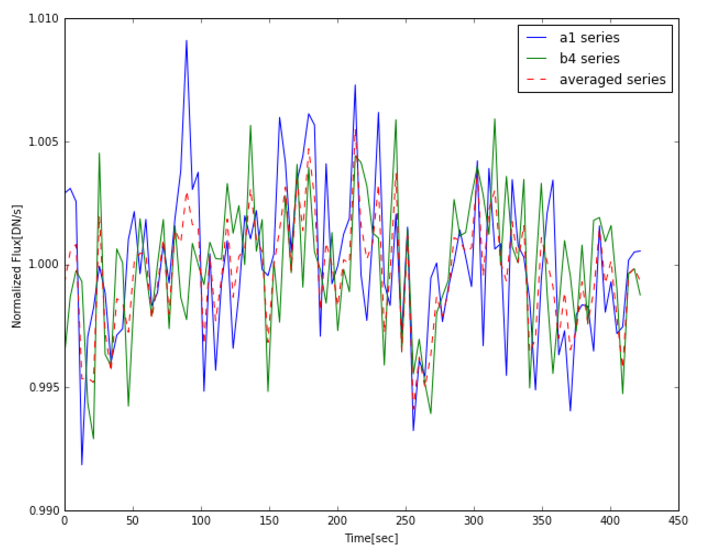 1.010
1.005
1.000
0.995
0.990
Normalized Flux[DN/s]
a1 series
b4 series
averaged series
0 50 100 150 200 250 300 350 400 450
Time[sec]